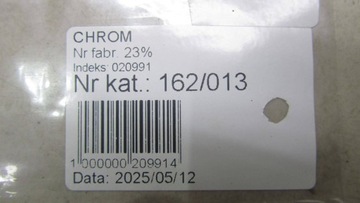 CHROM
Nr fabr. 23%
Indeks: 020991
Nr kat.: 162/013
1 000000 209914
Data: 2025/05/12